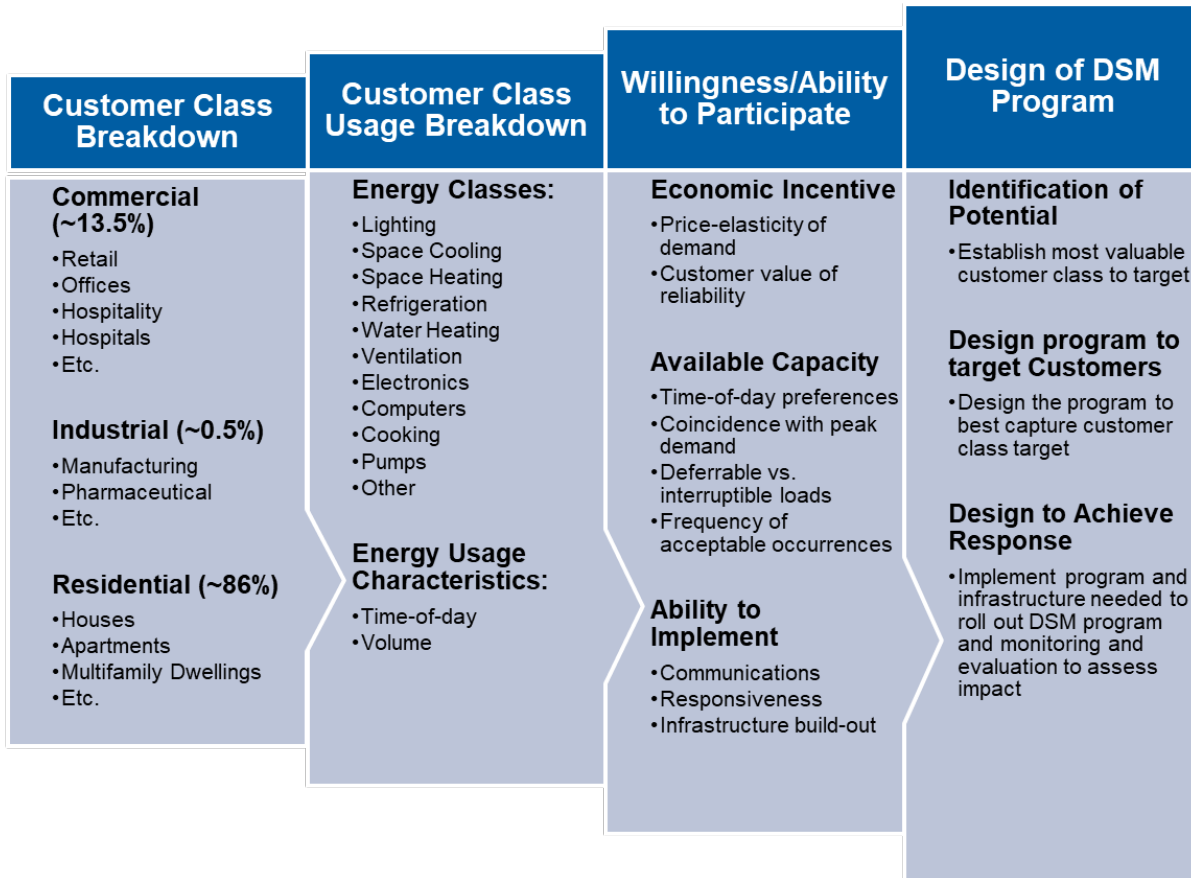 Customer Class
Breakdown
Commercial
(~13.5%)
•Retail
•Offices
•Hospitality
•Hospitals
•Etc.
Industrial (~0.5%)
•Manufacturing
•Pharmaceutical
•Etc.
Residential (~86%)
•Houses
•Apartments
•Multifamily Dwellings
•Etc.
Customer Class
Usage Breakdown
Energy Classes:
•Lighting
•Space Cooling
•Space Heating
•Refrigeration
•Water Heating
•Ventilation
•Electronics
•Computers
•Cooking
•Pumps
•Other
Energy Usage
Characteristics:
•Time-of-day
•Volume
Willingness/Ability
to Participate
Economic Incentive
•Price-elasticity of
demand
•Customer value of
reliability
Available Capacity
•Time-of-day preferences
•Coincidence with peak
demand
•Deferrable vs.
interruptible loads
•Frequency of
acceptable occurrences
Ability to
Implement
•Communications
•Responsiveness
•Infrastructure build-out
Design of DSM
Program
Identification of
Potential
•Establish most valuable
customer class to target
Design program to
target Customers
•Design the program to
best capture customer
class target
Design to Achieve
Response
•Implement program and
infrastructure needed to
roll out DSM program
and monitoring and
evaluation to assess
impact